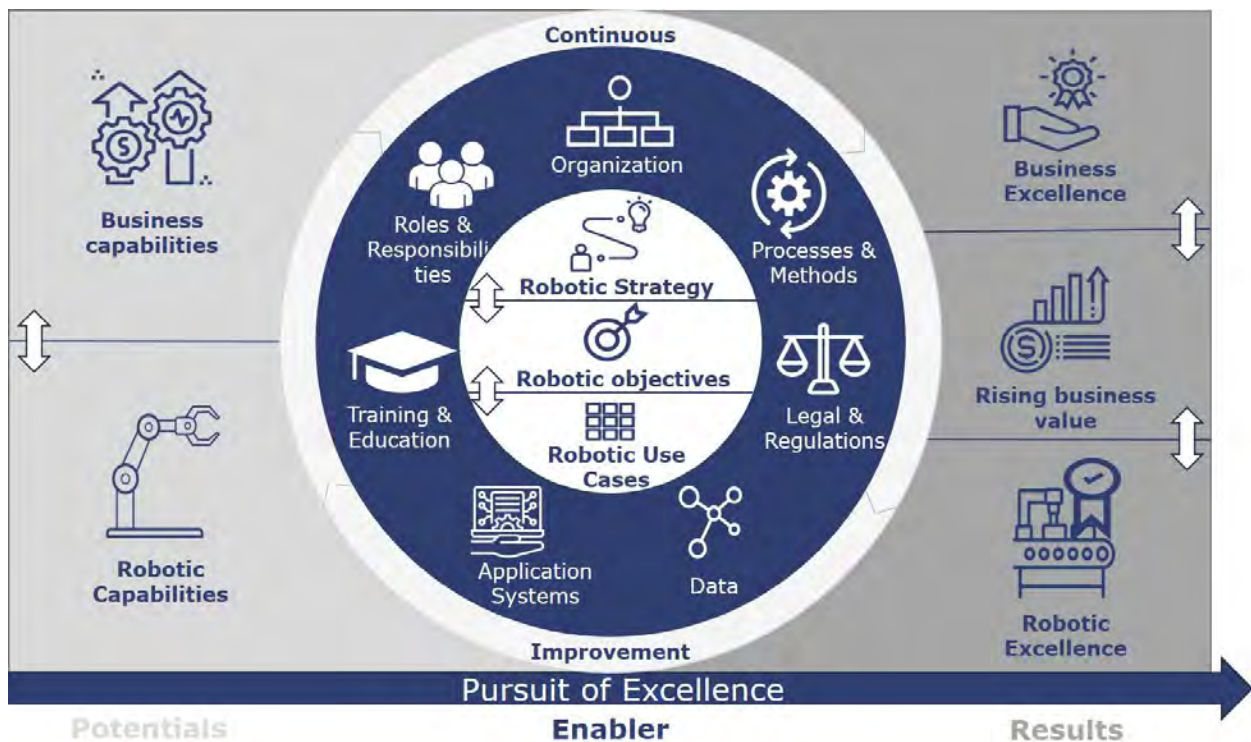 Continuous
Business
capabilities
Robotic
Capabilities
Organization
Roles &
Responsibili
ties
Processes &
Methods
Training &
Education
Legal &
Regulations
Application
Systems
Data
Robotic Strategy
Robotic objectives
Robotic Use
Cases
Improvement
Business
Excellence
Rising business
value
Robotic
Excellence
Pursuit of Excellence
Potentials
Enabler
Results